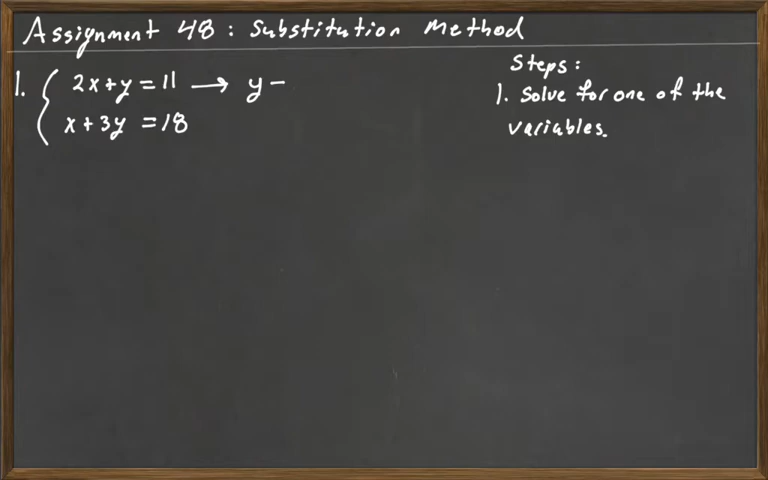 Assignment 48: Substitution Method
Steps:
1. { 2x+y=11 → y -
x+3y=18
1. Solve for one of the
variables.